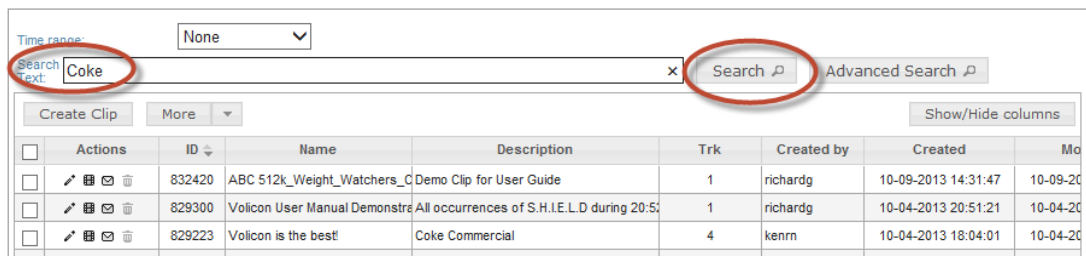 Time range: None
Search Text: Coke × Search Advanced Search
Create Clip More Show/Hide columns
Actions ID Name Description Trk Created by Created Mo
832420 ABC 512k_Weight_Watchers_C Demo Clip for User Guide 1 richardg 10-09-2013 14:31:47 10-09-20
829300 Volicon User Manual Demonstra All occurrences of S.H.I.E.L.D during 20:52 1 richardg 10-04-2013 20:51:21 10-04-20
829223 Volicon is the best! Coke Commercial 4 kenrn 10-04-2013 18:04:01 10-04-20